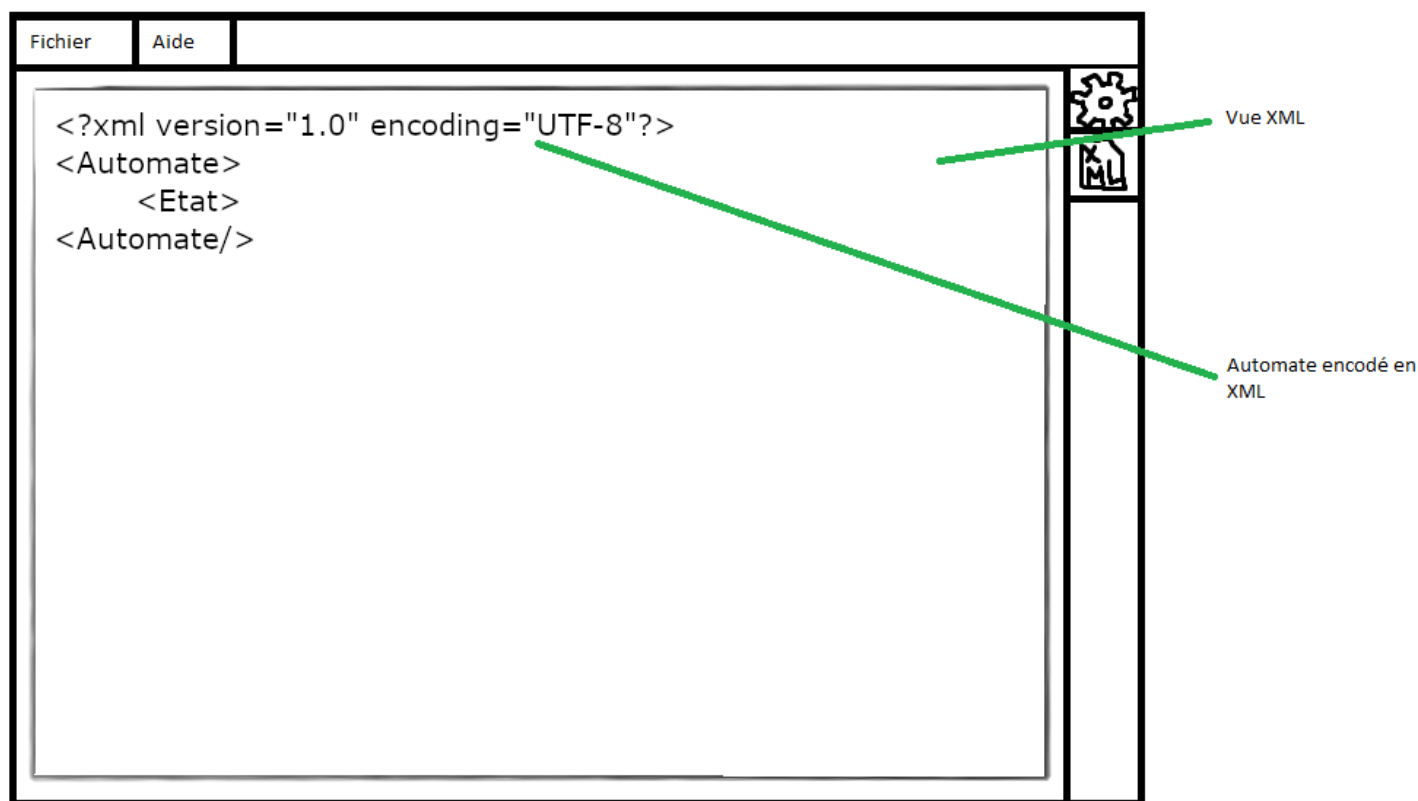 Fichier Aide
<?xml version="1.0" encoding="UTF-8"?>
<Automate>
<Etat>
<Automate/>
XML
Vue XML
Automate encodé en
XML